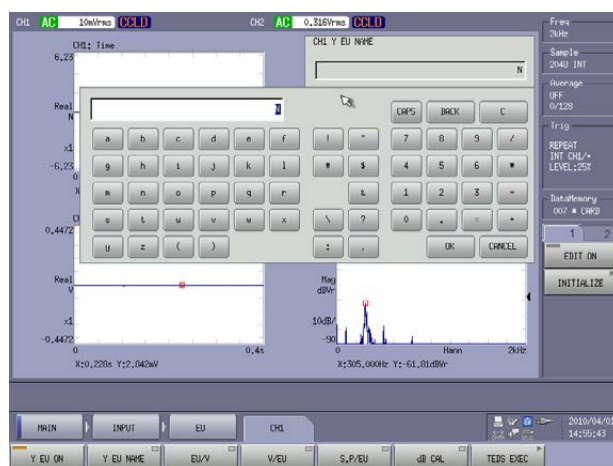 CH1 AC 10mVrms CCLD CH2 AC 0.316Vrms CCLD
CH1: Time
6.23
Real
N
x1
-6.23
0
CH1 Y EU NAME
N
N
CAPS BACK C
a b c d e f ! " 7 8 9 /
g h i j k l # $ 4 5 6 *
m n o p q r & 1 2 3 -
s t u v w x \ ? 0 . = +
y z ( ) : , OK CANCEL
0.4472
Real
V
x1
-0.4472
0 0.4s
X:0.228s Y:2.842mV
Mag
dBVr
10dB/
-90
0 Hann 2kHz
X:305.000Hz Y:-61.81dBVr
Freq
2kHz
Sample
2048 INT
Average
OFF
0/128
Trig
REPEAT
INT CH1/+
LEVEL:25%
DataMemory
007 * CARD
1 2
EDIT ON
INITIALIZE
MAIN INPUT EU CH1
2010/04/01
14:55:43
Y EU ON Y EU NAME EU/V V/EU S.P/EU dB CAL TEDS EXEC